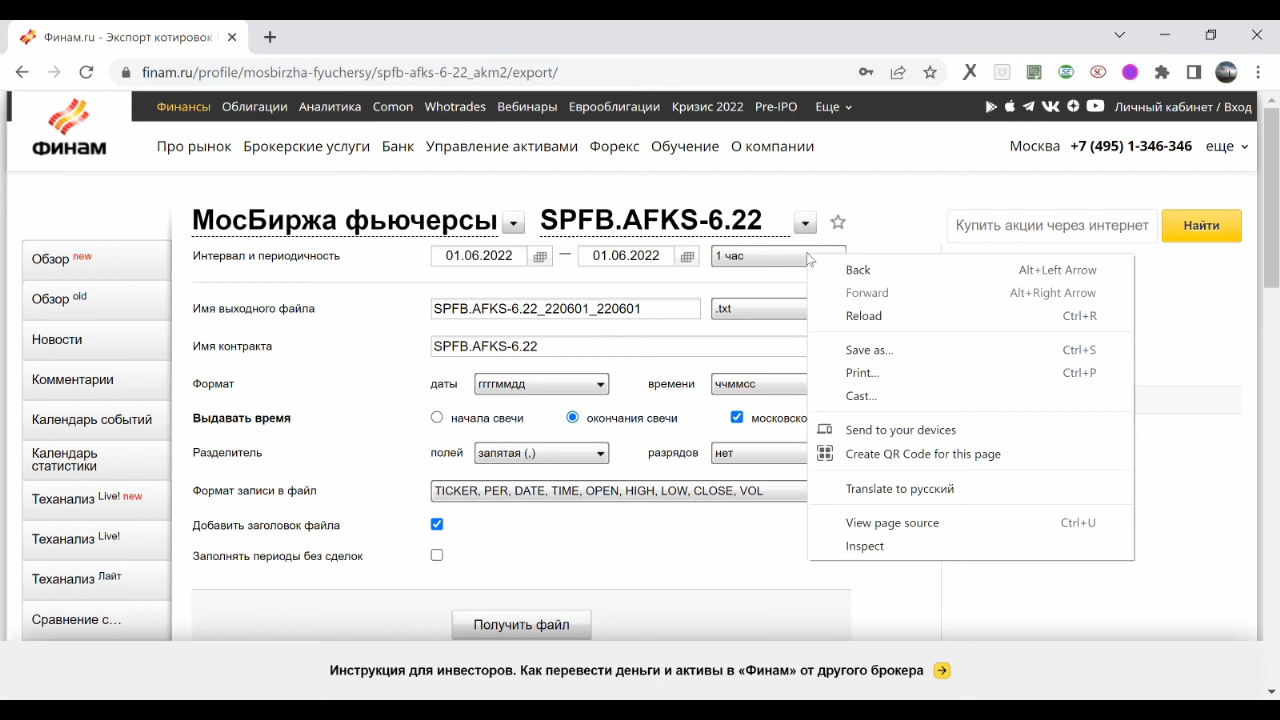 Финам.ru - Экспорт котировок
finam.ru/profile/mosbirzha-fyuchersy/spfb-afks-6-22_akm2/export/
Финансы Облигации Аналитика Comon Whotrades Вебинары Еврооблигации Кризис 2022 Pre-IPO Еще Личный кабинет / Вход
ФИНАМ
Про рынок Брокерские услуги Банк Управление активами Форекс Обучение О компании Москва +7 (495) 1-346-346 еще
МосБиржа фьючерсы SPFB.AFKS-6.22
Купить акции через интернет Найти
Обзор new
Обзор old
Новости
Комментарии
Календарь событий
Календарь
статистики
Теханализ Live! new
Теханализ Live!
Теханализ Лайт
Сравнение с...
Интервал и периодичность 01.06.2022 — 01.06.2022 1 час
Имя выходного файла SPFB.AFKS-6.22_220601_220601 .txt
Имя контракта SPFB.AFKS-6.22
Формат даты ггггммдд времени ччммсс
Выдавать время начала свечи окончания свечи московско
Разделитель полей запятая (,) разрядов нет
Формат записи в файл TICKER, PER, DATE, TIME, OPEN, HIGH, LOW, CLOSE, VOL
Добавить заголовок файла
Заполнять периоды без сделок
Получить файл
Back Alt+Left Arrow
Forward Alt+Right Arrow
Reload Ctrl+R
Save as... Ctrl+S
Print... Ctrl+P
Cast...
Send to your devices
Create QR Code for this page
Translate to русский
View page source Ctrl+U
Inspect
Инструкция для инвесторов. Как перевести деньги и активы в «Финам» от другого брокера